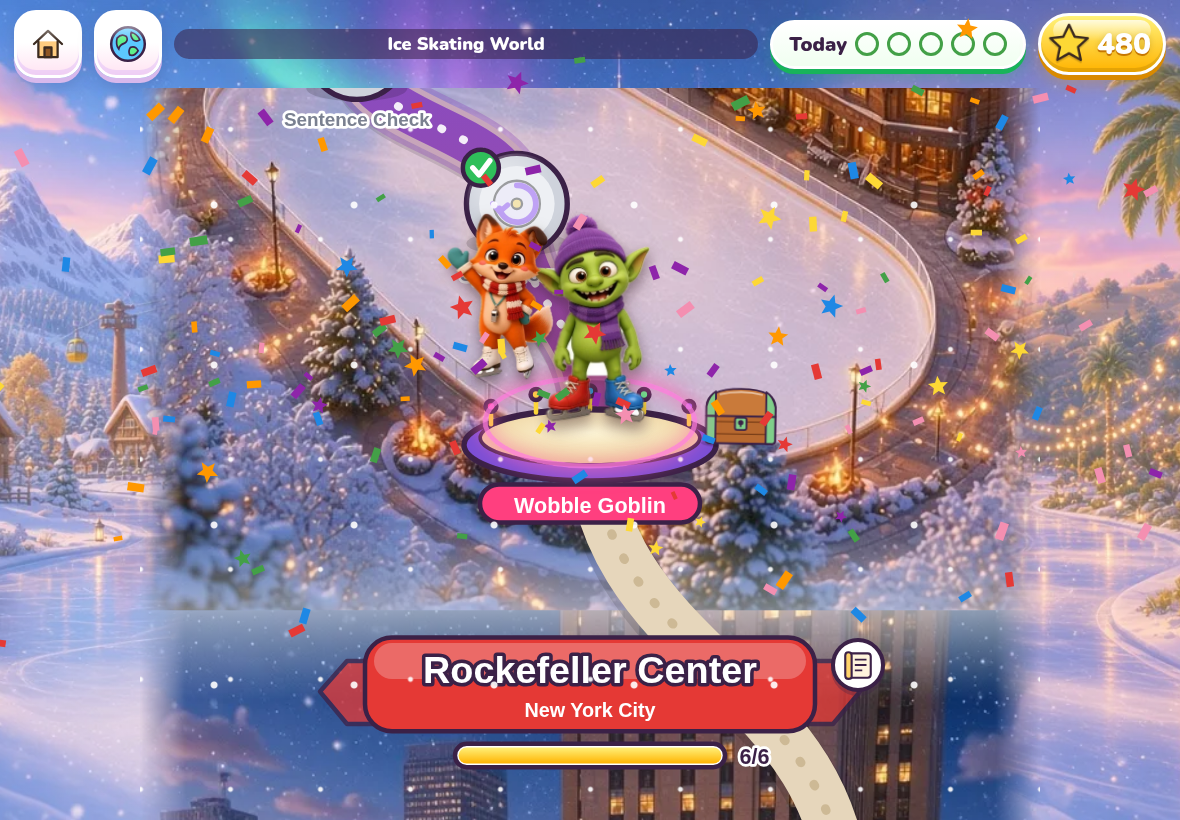 Ice Skating World
Today
480
Sentence Check
Wobble Goblin
Rockefeller Center
New York City
6/6